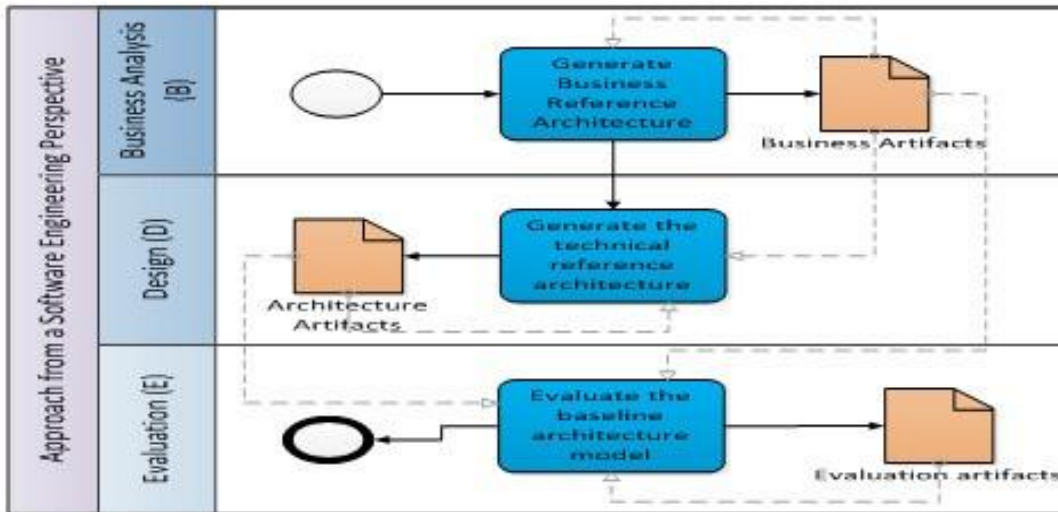 Approach from a Software Engineering Perspective
Business Analysis
(B)
Generate
Business
Reference
Architecture
Business Artifacts
Design (D)
Generate the
technical
reference
architecture
Architecture
Artifacts
Evaluation (E)
Evaluate the
baseline
architecture
model
Evaluation artifacts